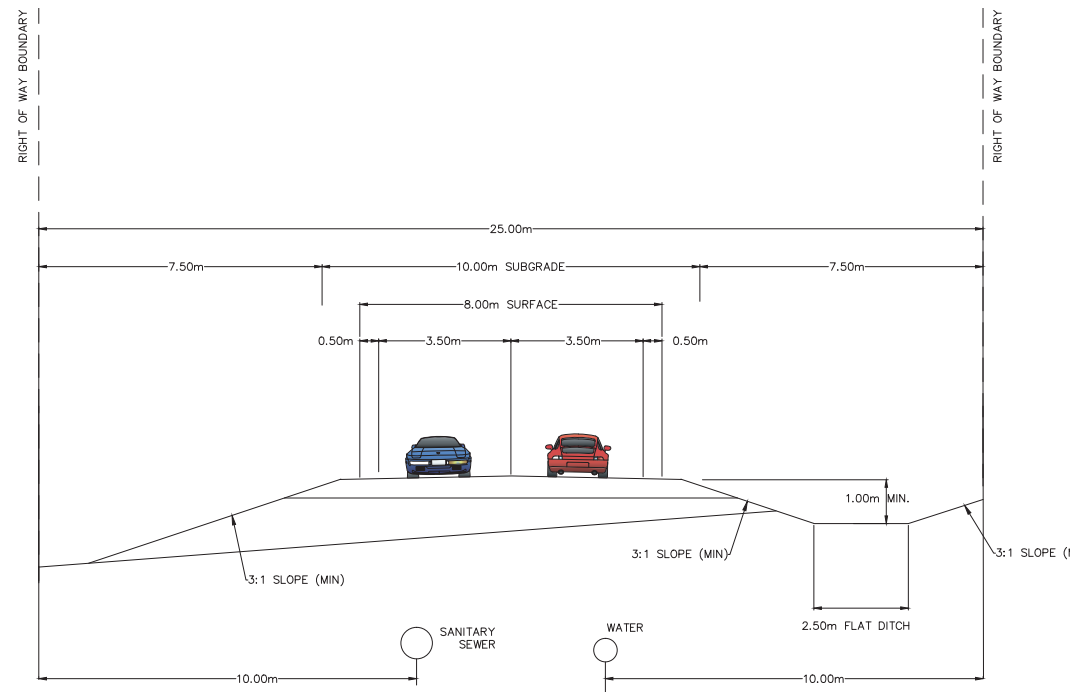 RIGHT OF WAY BOUNDARY
RIGHT OF WAY BOUNDARY
25.00m
7.50m
10.00m SUBGRADE
7.50m
8.00m SURFACE
0.50m
3.50m
3.50m
0.50m
1.00m MIN.
3:1 SLOPE (MIN)
3:1 SLOPE (MIN)
3:1 SLOPE (
2.50m FLAT DITCH
SANITARY
SEWER
WATER
10.00m
10.00m